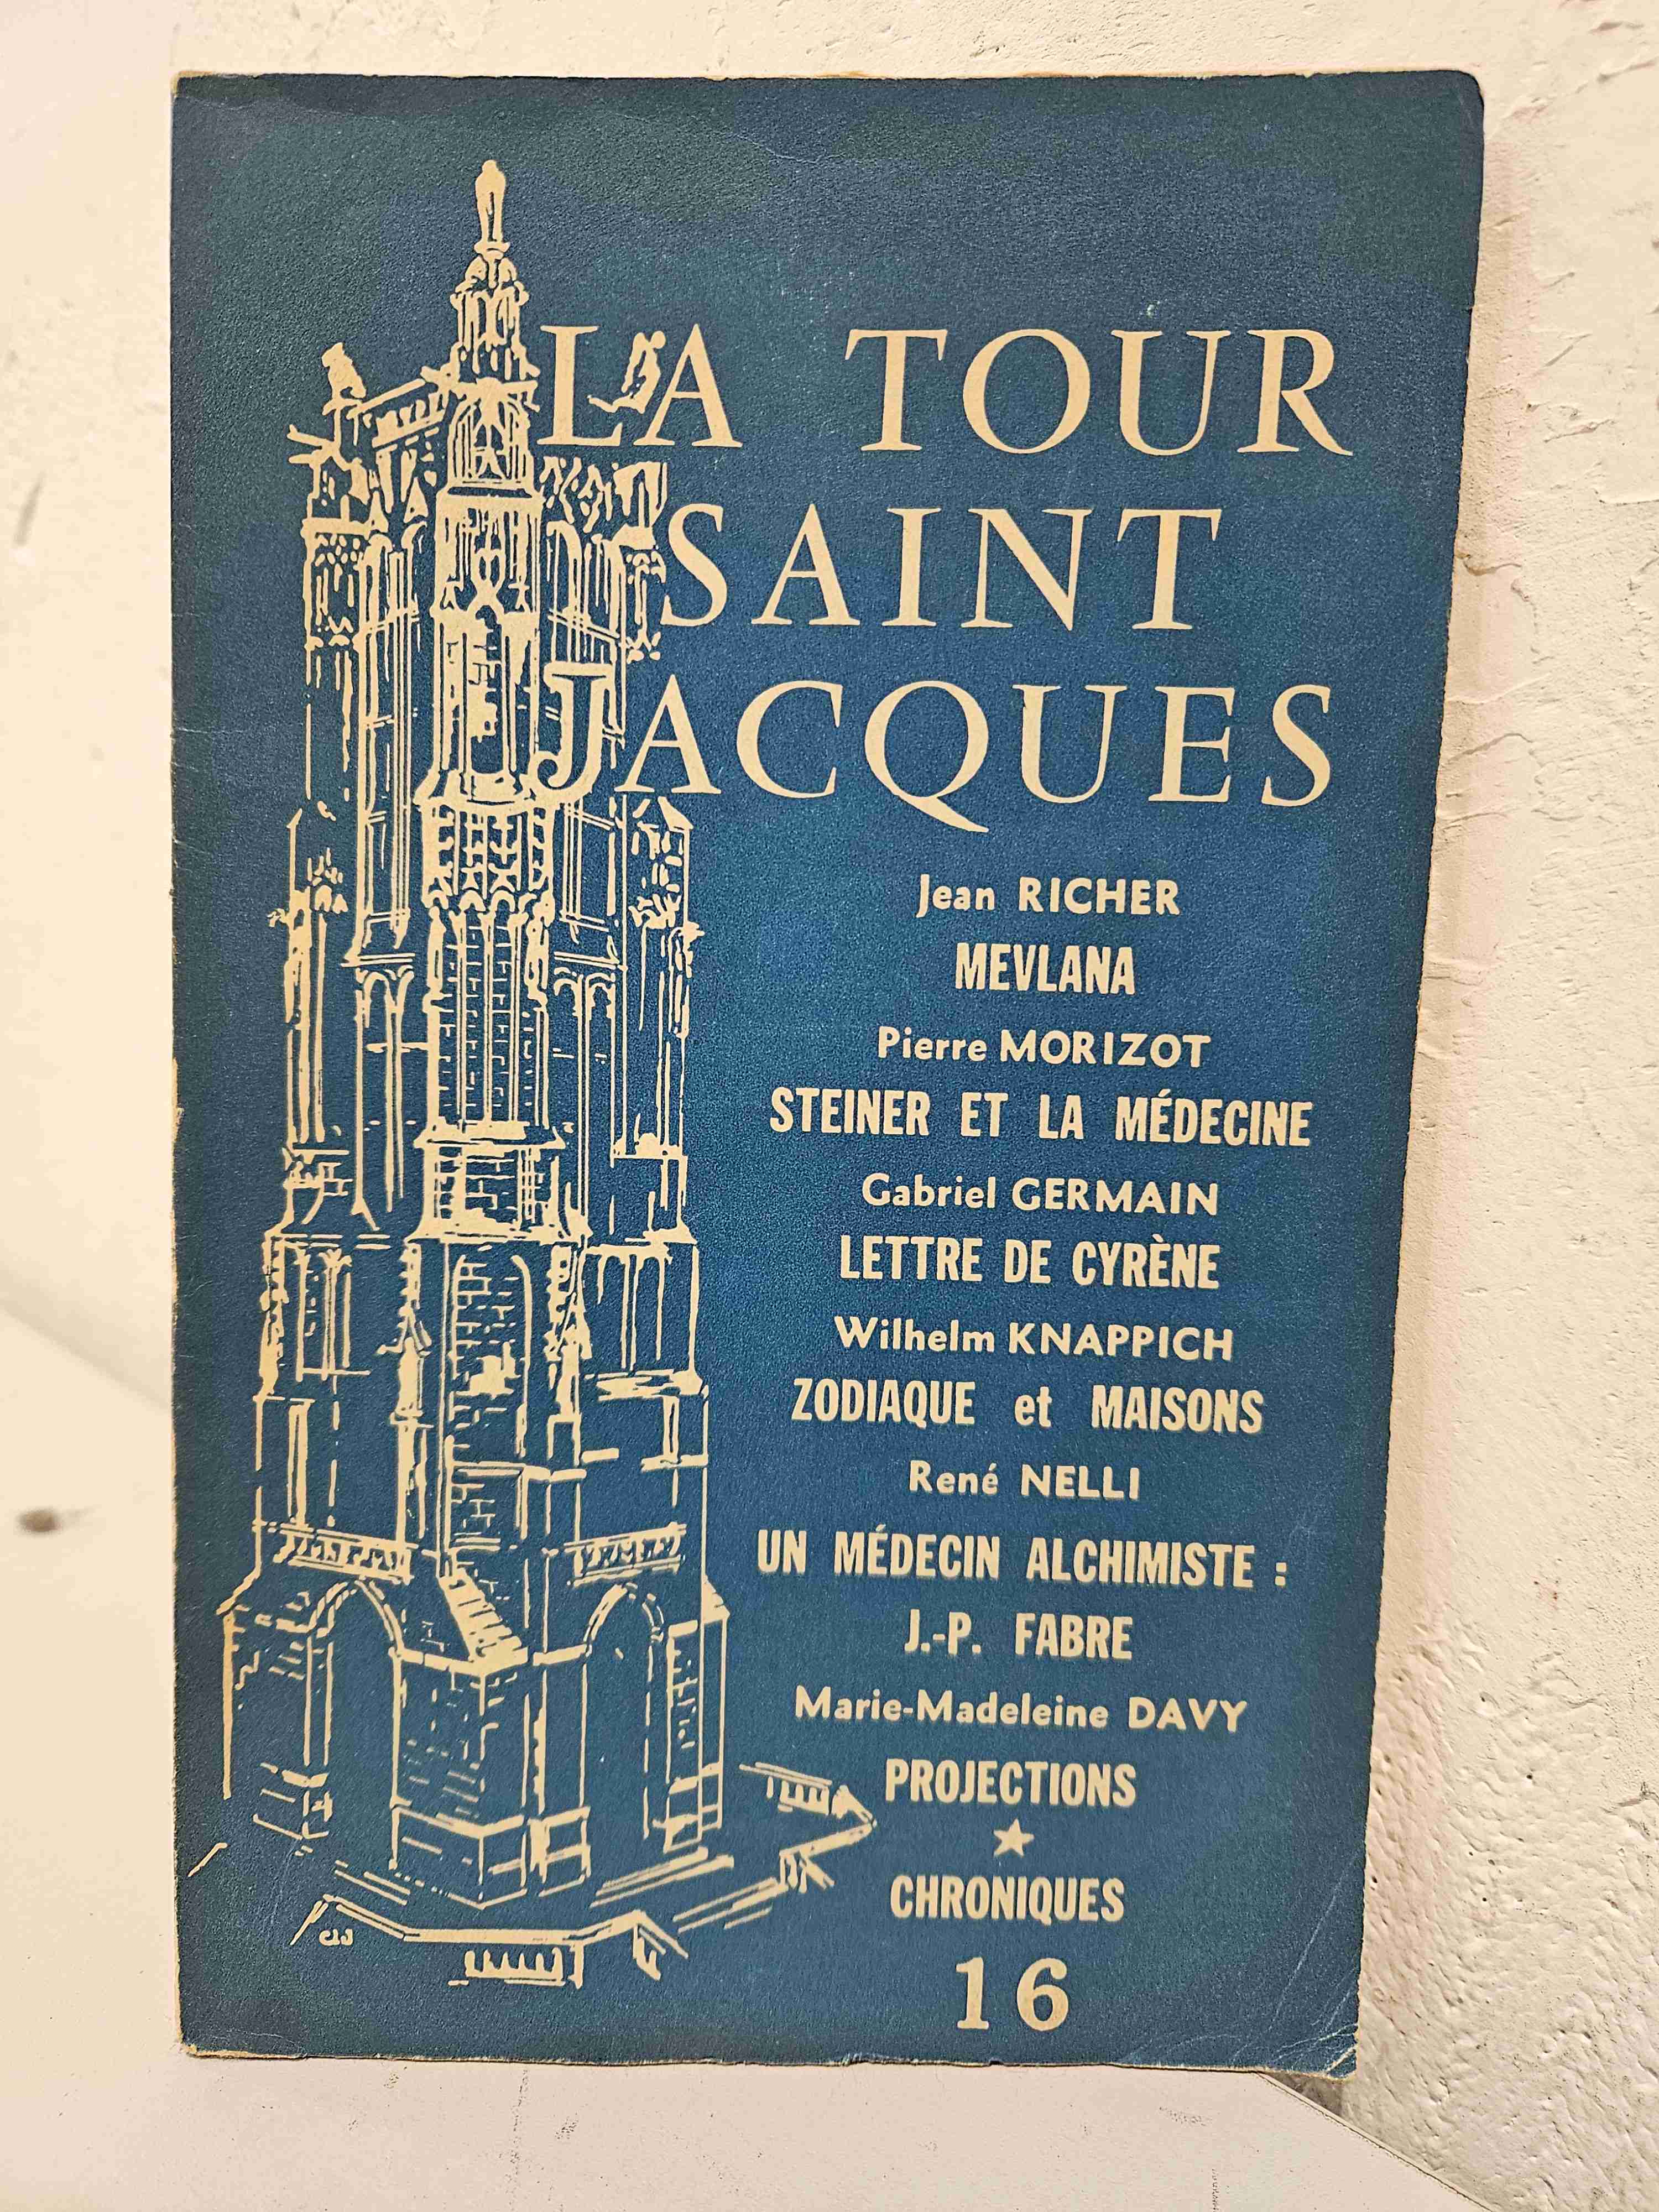 LA TOUR
SAINT
JACQUES
Jean RICHER
MEVLANA
Pierre MORIZOT
STEINER ET LA MÉDECINE
Gabriel GERMAIN
LETTRE DE CYRÈNE
Wilhelm KNAPPICH
ZODIAQUE et MAISONS
René NELLI
UN MÉDECIN ALCHIMISTE :
J.-P. FABRE
Marie-Madeleine DAVY
PROJECTIONS
CHRONIQUES
16